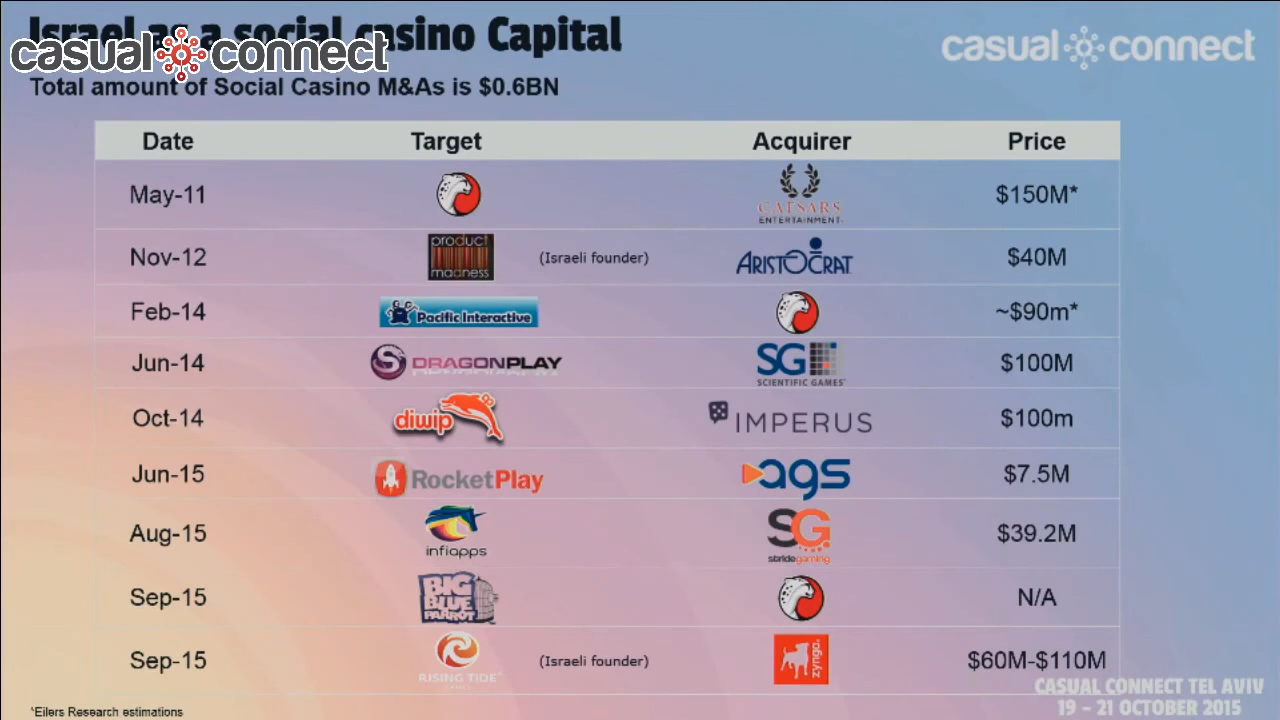 Israel as a social casino Capital
casual connect
casual connect
Total amount of Social Casino M&As is $0.6BN
Date Target Acquirer Price
May-11 CAESARS ENTERTAINMENT $150M*
Nov-12 product madness (Israeli founder) ARISTOCRAT $40M
Feb-14 Pacific Interactive ~$90m*
Jun-14 DRAGONPLAY SG SCIENTIFIC GAMES $100M
Oct-14 diwip IMPERUS $100m
Jun-15 RocketPlay ags $7.5M
Aug-15 infiapps SG stridegaming $39.2M
Sep-15 BIG BLUE PARROT N/A
Sep-15 RISING TIDE (Israeli founder) zynga $60M-$110M
CASUAL CONNECT TEL AVIV
19 – 21 OCTOBER 2015
*Eilers Research estimations